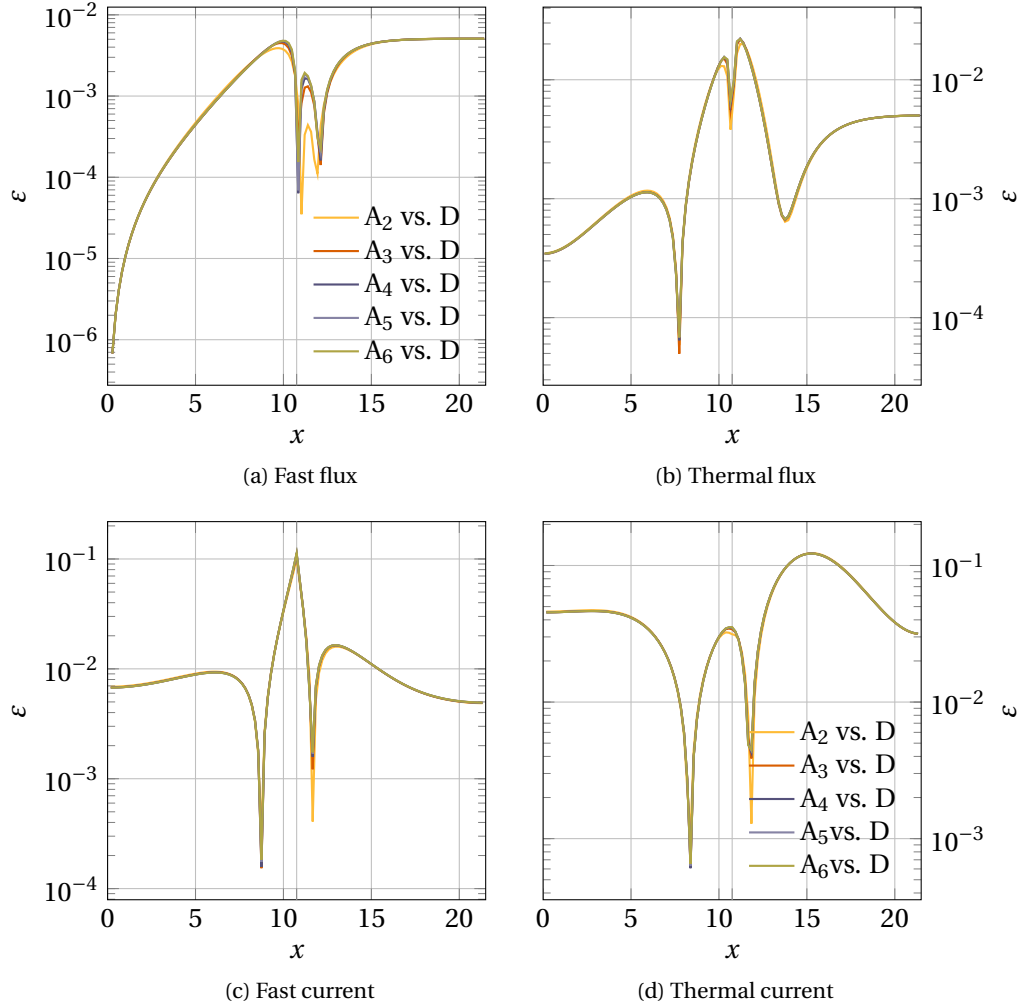 10⁻²
10⁻³
10⁻⁴
10⁻⁵
10⁻⁶
ε
A₂ vs. D
A₃ vs. D
A₄ vs. D
A₅ vs. D
A₆ vs. D
0 5 10 15 20
x
(a) Fast flux
10⁻²
10⁻³
10⁻⁴
ε
0 5 10 15 20
x
(b) Thermal flux
10⁻¹
10⁻²
10⁻³
10⁻⁴
ε
0 5 10 15 20
x
(c) Fast current
10⁻¹
10⁻²
10⁻³
ε
A₂ vs. D
A₃ vs. D
A₄ vs. D
A₅vs. D
A₆vs. D
0 5 10 15 20
x
(d) Thermal current